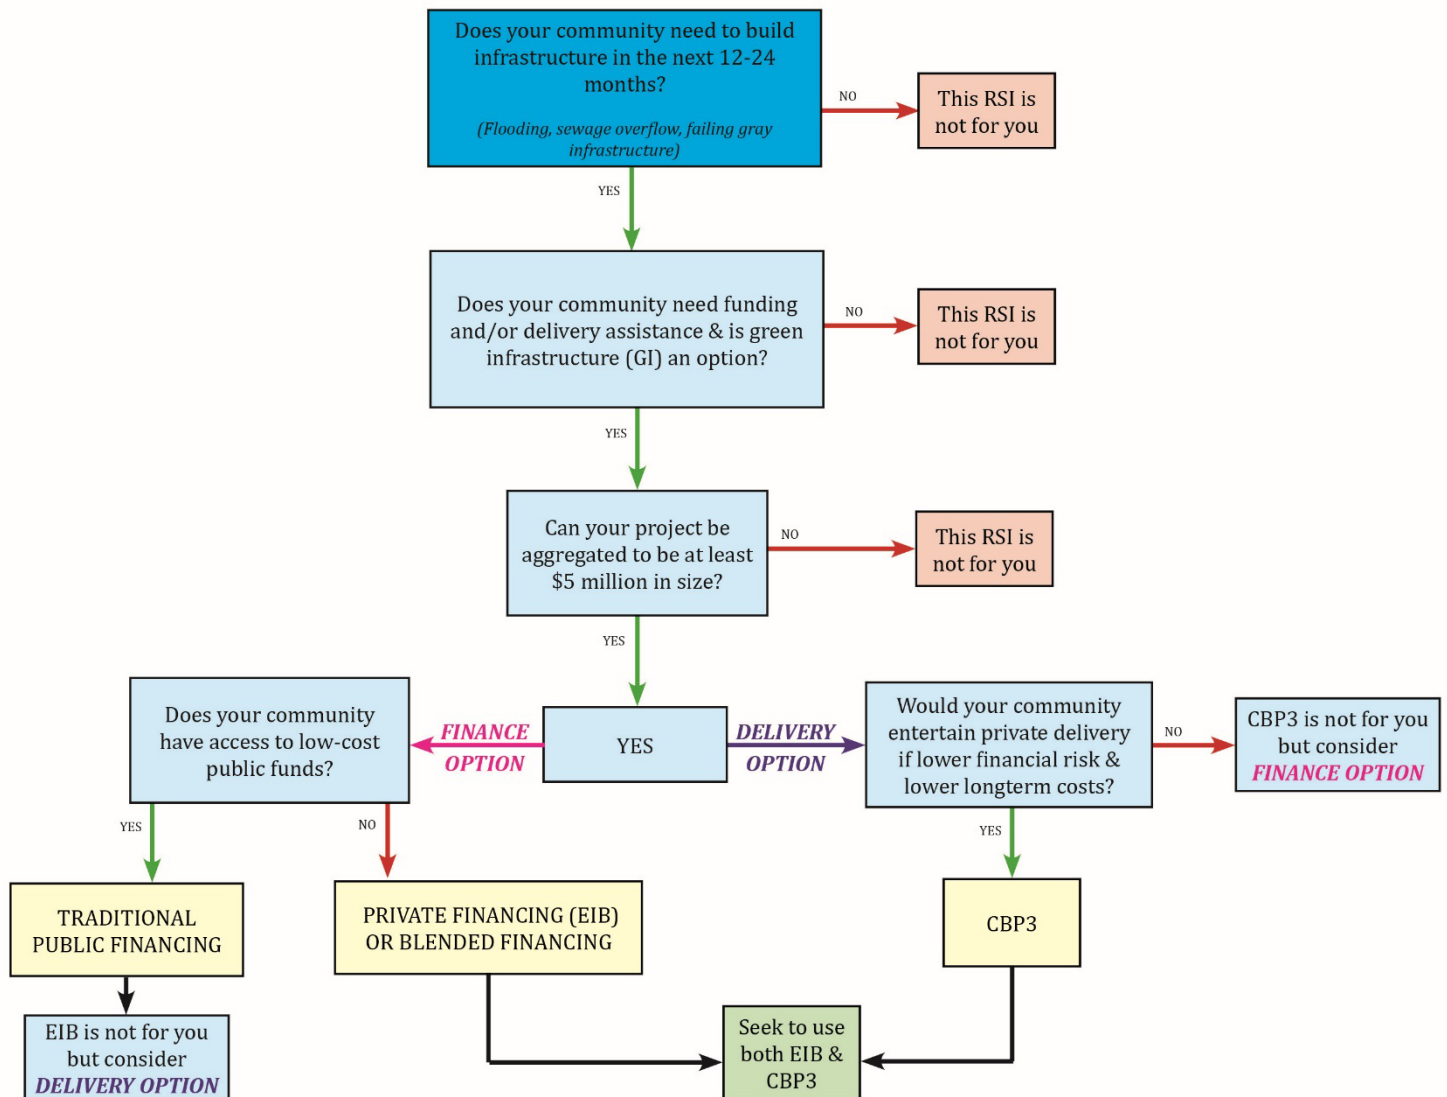 Does your community need to build
infrastructure in the next 12-24
months?
(Flooding, sewage overflow, failing gray
infrastructure)
NO
This RSI is
not for you
YES
Does your community need funding
and/or delivery assistance & is green
infrastructure (GI) an option?
NO
This RSI is
not for you
YES
Can your project be
aggregated to be at least
$5 million in size?
NO
This RSI is
not for you
YES
Does your community
have access to low-cost
public funds?
FINANCE
OPTION
YES
DELIVERY
OPTION
Would your community
entertain private delivery
if lower financial risk &
lower longterm costs?
NO
CBP3 is not for you
but consider
FINANCE OPTION
YES
NO
YES
TRADITIONAL
PUBLIC FINANCING
PRIVATE FINANCING (EIB)
OR BLENDED FINANCING
CBP3
EIB is not for you
but consider
DELIVERY OPTION
Seek to use
both EIB &
CBP3